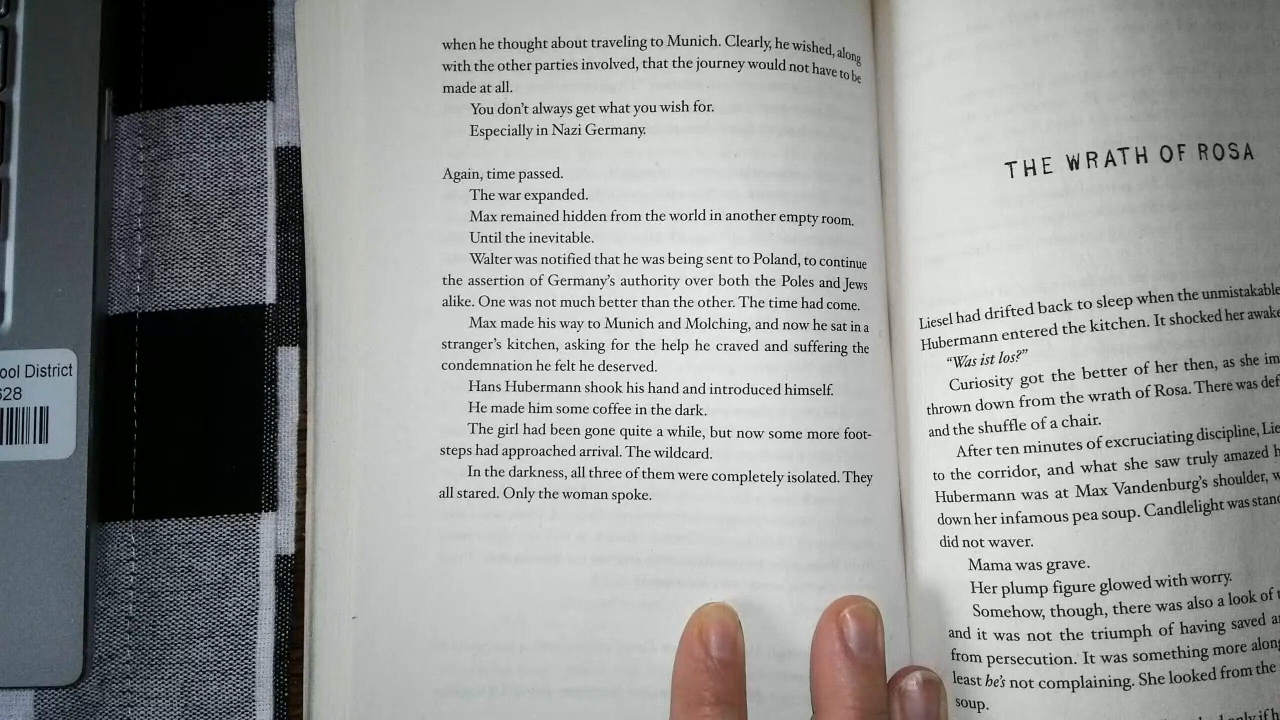 when he thought about traveling to Munich. Clearly, he wished, along
with the other parties involved, that the journey would not have to be
made at all.
You don't always get what you wish for.
Especially in Nazi Germany.
Again, time passed.
The war expanded.
Max remained hidden from the world in another empty room.
Until the inevitable.
Walter was notified that he was being sent to Poland, to continue
the assertion of Germany's authority over both the Poles and Jews
alike. One was not much better than the other. The time had come.
Max made his way to Munich and Molching, and now he sat in a
stranger's kitchen, asking for the help he craved and suffering the
condemnation he felt he deserved.
Hans Hubermann shook his hand and introduced himself.
He made him some coffee in the dark.
The girl had been gone quite a while, but now some more foot-
steps had approached arrival. The wildcard.
In the darkness, all three of them were completely isolated. They
all stared. Only the woman spoke.
THE WRATH OF ROSA
Liesel had drifted back to sleep when the unmistakable
Hubermann entered the kitchen. It shocked her awake
"Was ist los?"
Curiosity got the better of her then, as she im
thrown down from the wrath of Rosa. There was def
and the shuffle of a chair.
After ten minutes of excruciating discipline, Lie
to the corridor, and what she saw truly amazed h
Hubermann was at Max Vandenburg's shoulder, w
down her infamous pea soup. Candlelight was stan
did not waver.
Mama was grave.
Her plump figure glowed with worry.
Somehow, though, there was also a look of
and it was not the triumph of having saved a
from persecution. It was something more along
least he's not complaining. She looked from the
soup.
only if h
ool District
628